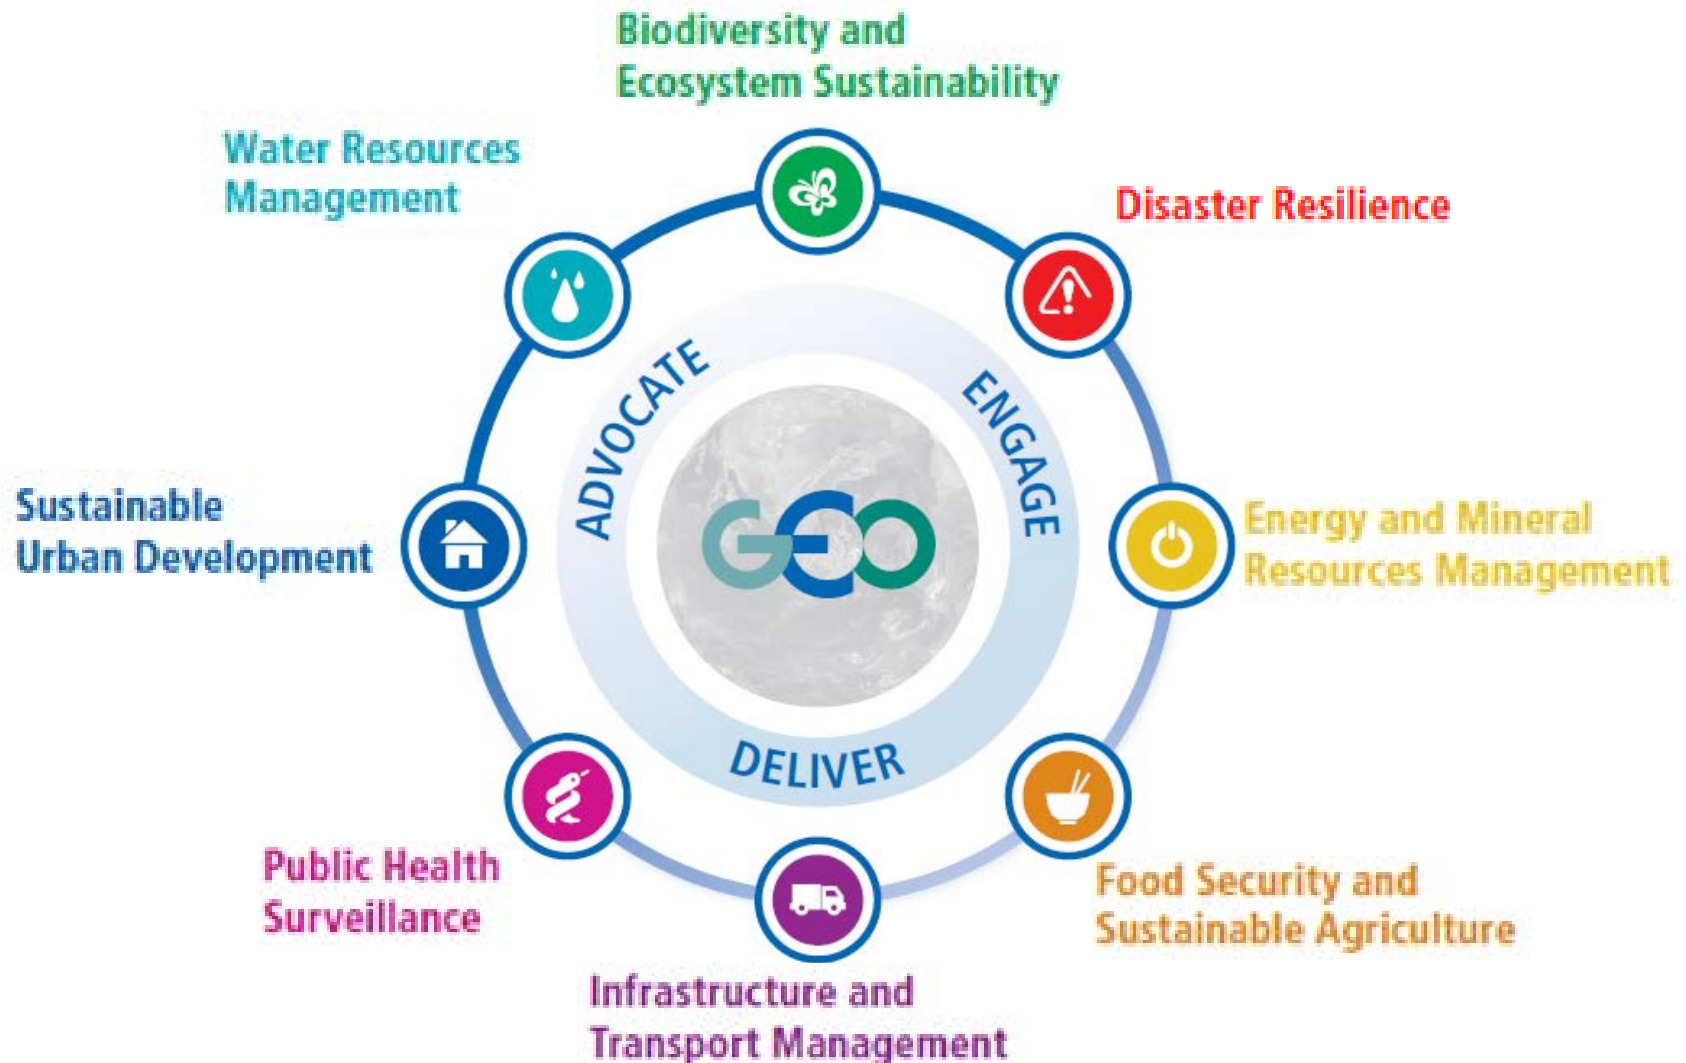 Biodiversity and
Ecosystem Sustainability
Water Resources
Management
Disaster Resilience
ADVOCATE
ENGAGE
GEO
Sustainable
Urban Development
Energy and Mineral
Resources Management
DELIVER
Public Health
Surveillance
Food Security and
Sustainable Agriculture
Infrastructure and
Transport Management